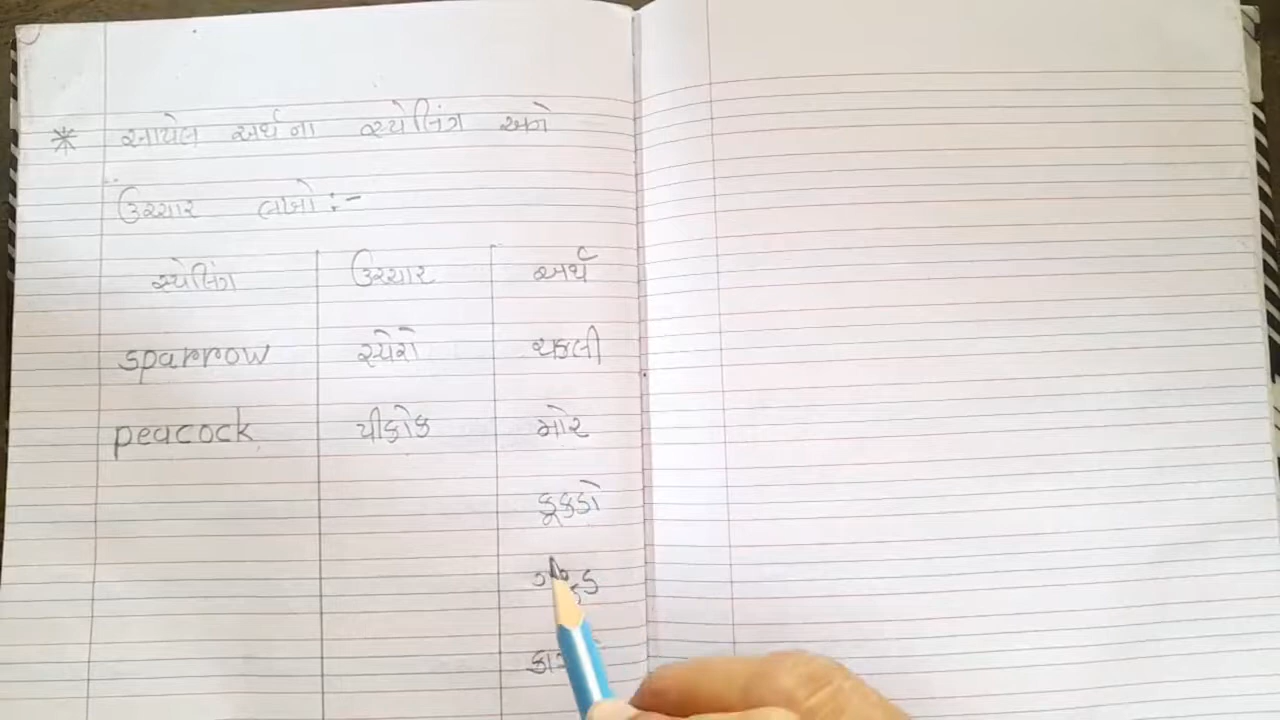 * આપેલ અર્થના સ્પેલિંગ અને
ઉચ્ચાર લખો :-
સ્પેલિંગ ઉચ્ચાર અર્થ
sparrow સ્પેરો ચકલી
peacock પીકોક મોર
કૂકડો